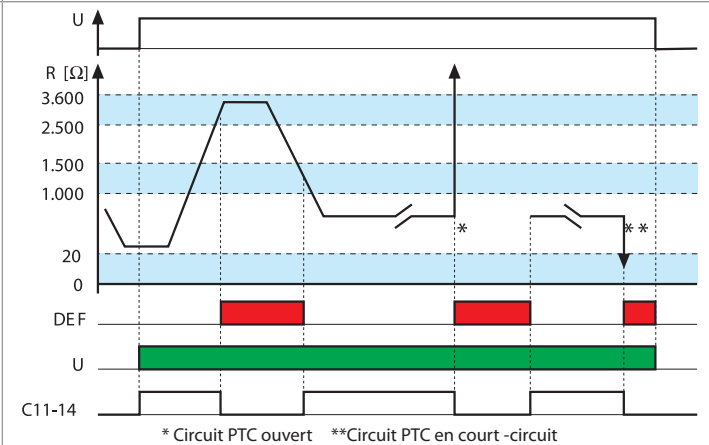 U
R [Ω]
3.600
2.500
1.500
1.000
*
**
20
0
DEF
U
C11-14
* Circuit PTC ouvert **Circuit PTC en court -circuit